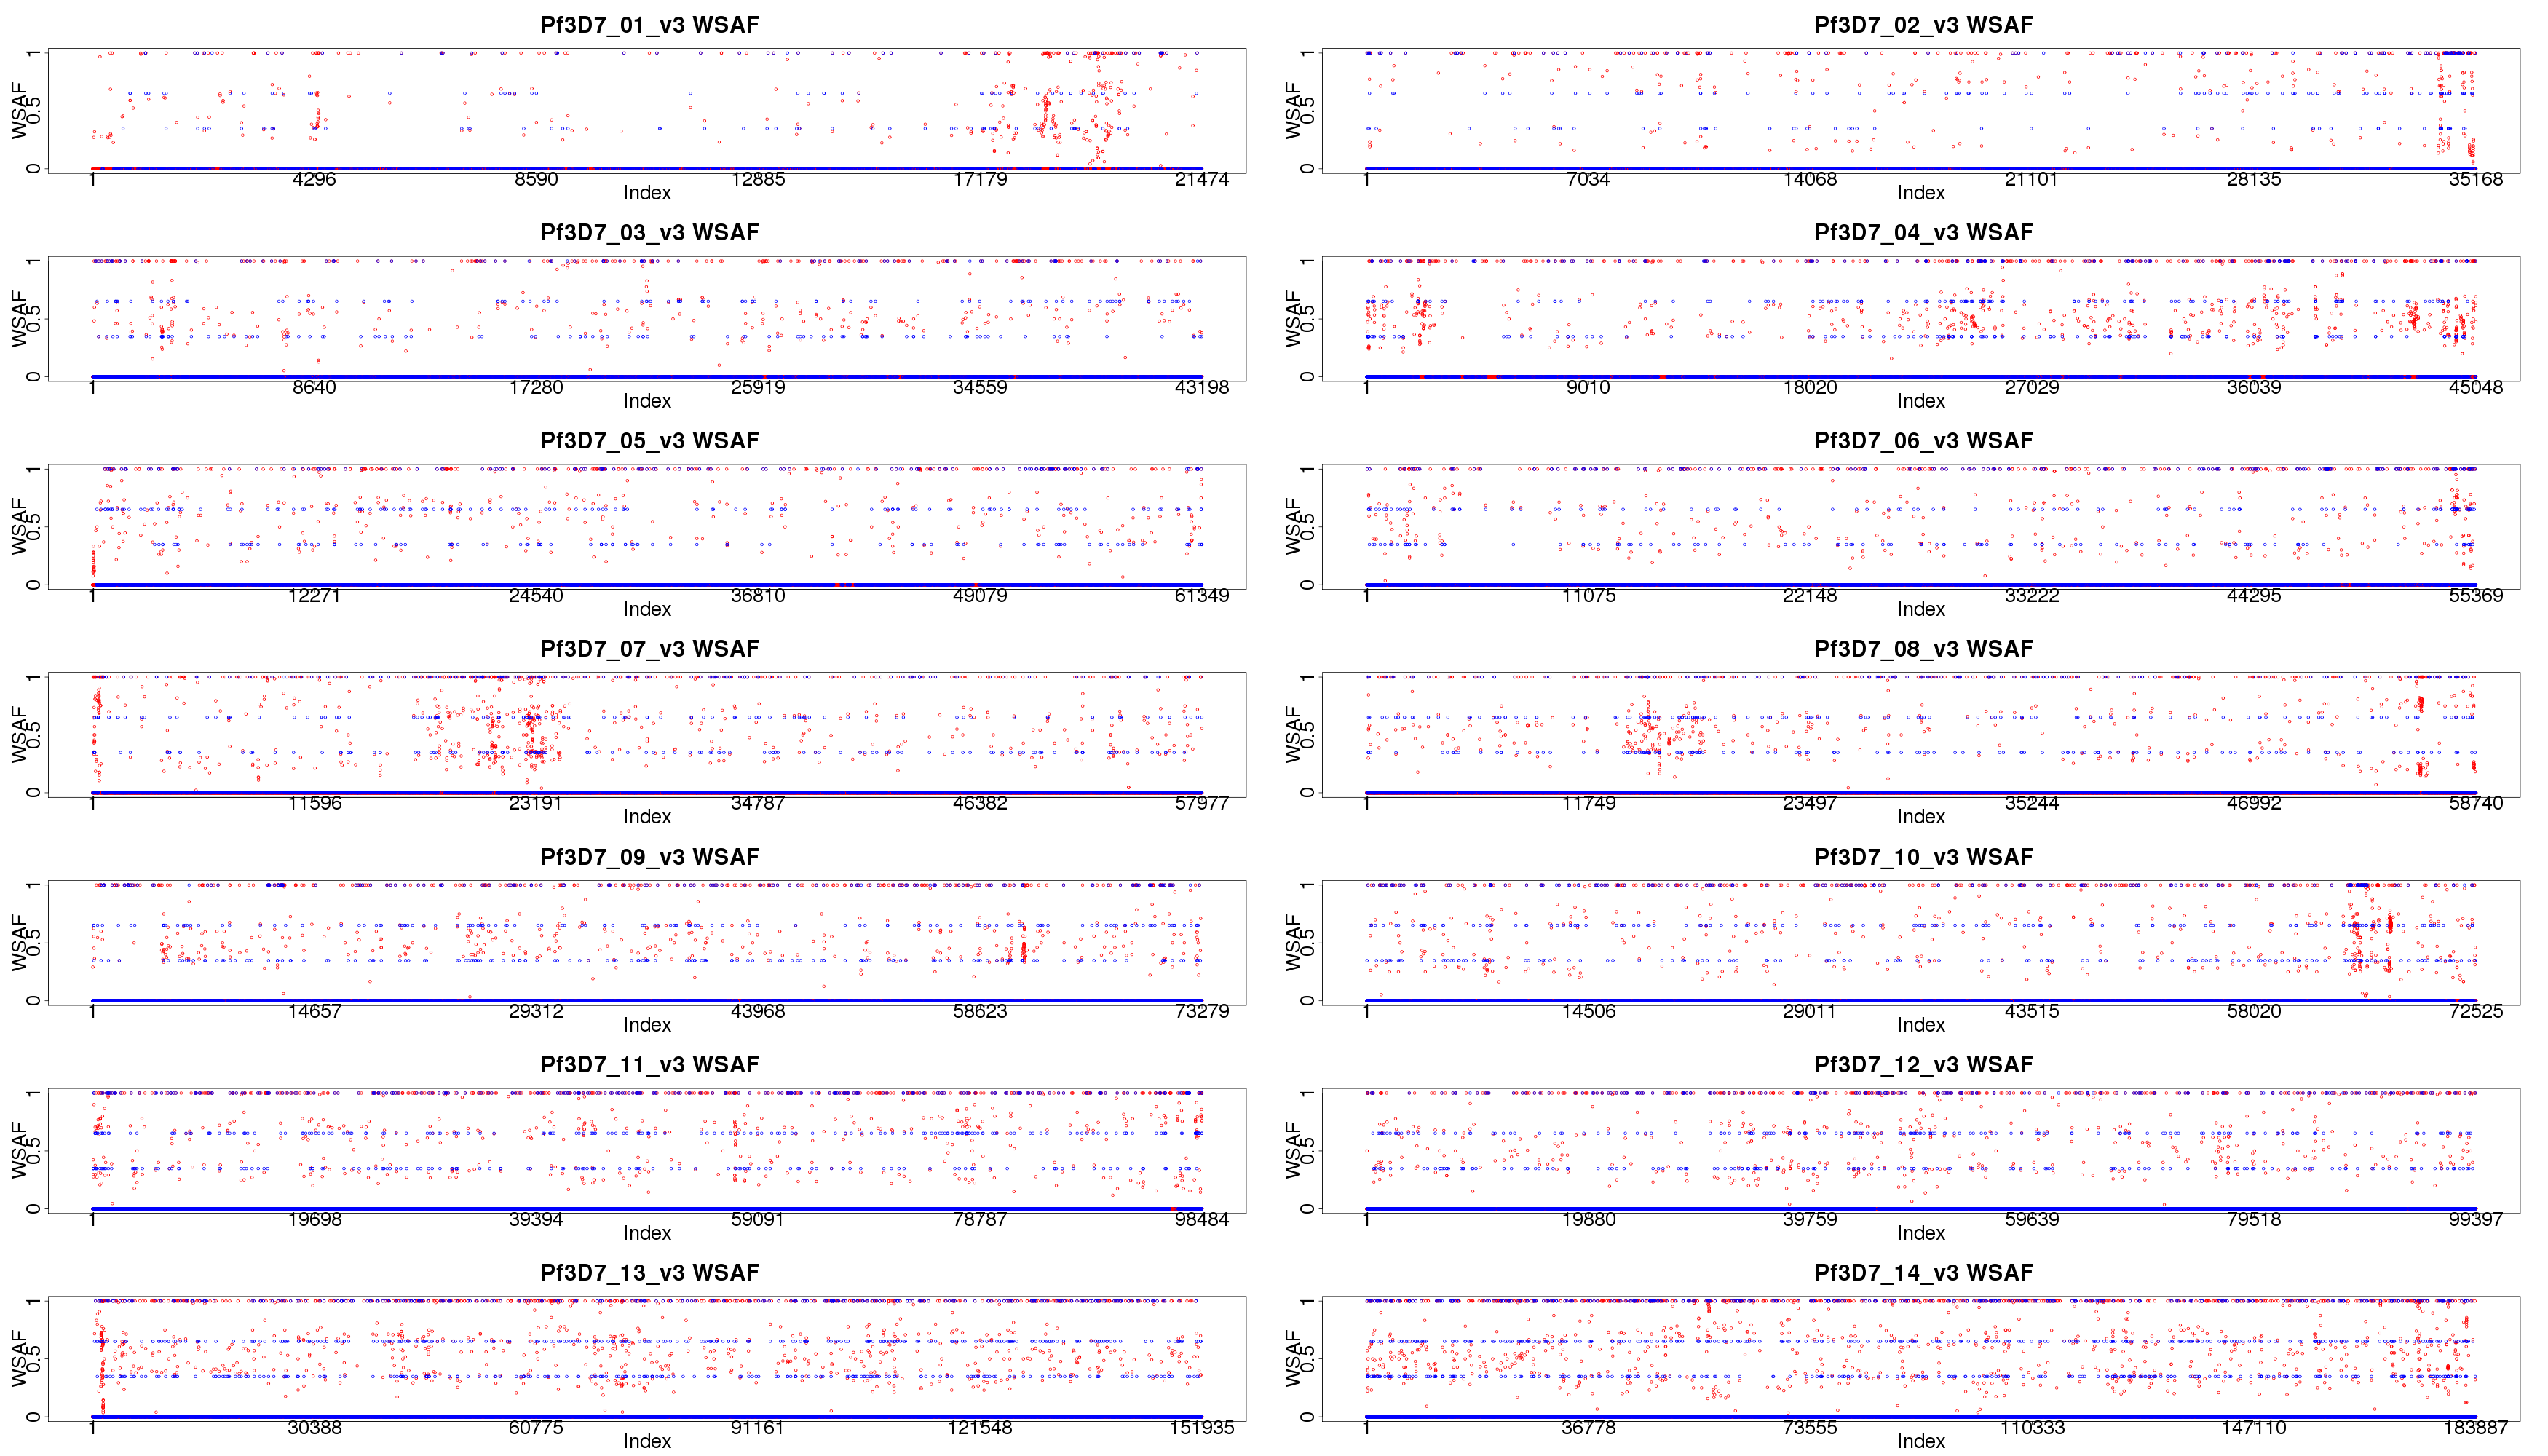 Pf3D7_01_v3 WSAF
WSAF
0 0.5 1
1 4296 8590 12885 17179 21474
Index
Pf3D7_02_v3 WSAF
WSAF
0 0.5 1
1 7034 14068 21101 28135 35168
Index
Pf3D7_03_v3 WSAF
WSAF
0 0.5 1
1 8640 17280 25919 34559 43198
Index
Pf3D7_04_v3 WSAF
WSAF
0 0.5 1
1 9010 18020 27029 36039 45048
Index
Pf3D7_05_v3 WSAF
WSAF
0 0.5 1
1 12271 24540 36810 49079 61349
Index
Pf3D7_06_v3 WSAF
WSAF
0 0.5 1
1 11075 22148 33222 44295 55369
Index
Pf3D7_07_v3 WSAF
WSAF
0 0.5 1
1 11596 23191 34787 46382 57977
Index
Pf3D7_08_v3 WSAF
WSAF
0 0.5 1
1 11749 23497 35244 46992 58740
Index
Pf3D7_09_v3 WSAF
WSAF
0 0.5 1
1 14657 29312 43968 58623 73279
Index
Pf3D7_10_v3 WSAF
WSAF
0 0.5 1
1 14506 29011 43515 58020 72525
Index
Pf3D7_11_v3 WSAF
WSAF
0 0.5 1
1 19698 39394 59091 78787 98484
Index
Pf3D7_12_v3 WSAF
WSAF
0 0.5 1
1 19880 39759 59639 79518 99397
Index
Pf3D7_13_v3 WSAF
WSAF
0 0.5 1
1 30388 60775 91161 121548 151935
Index
Pf3D7_14_v3 WSAF
WSAF
0 0.5 1
1 36778 73555 110333 147110 183887
Index